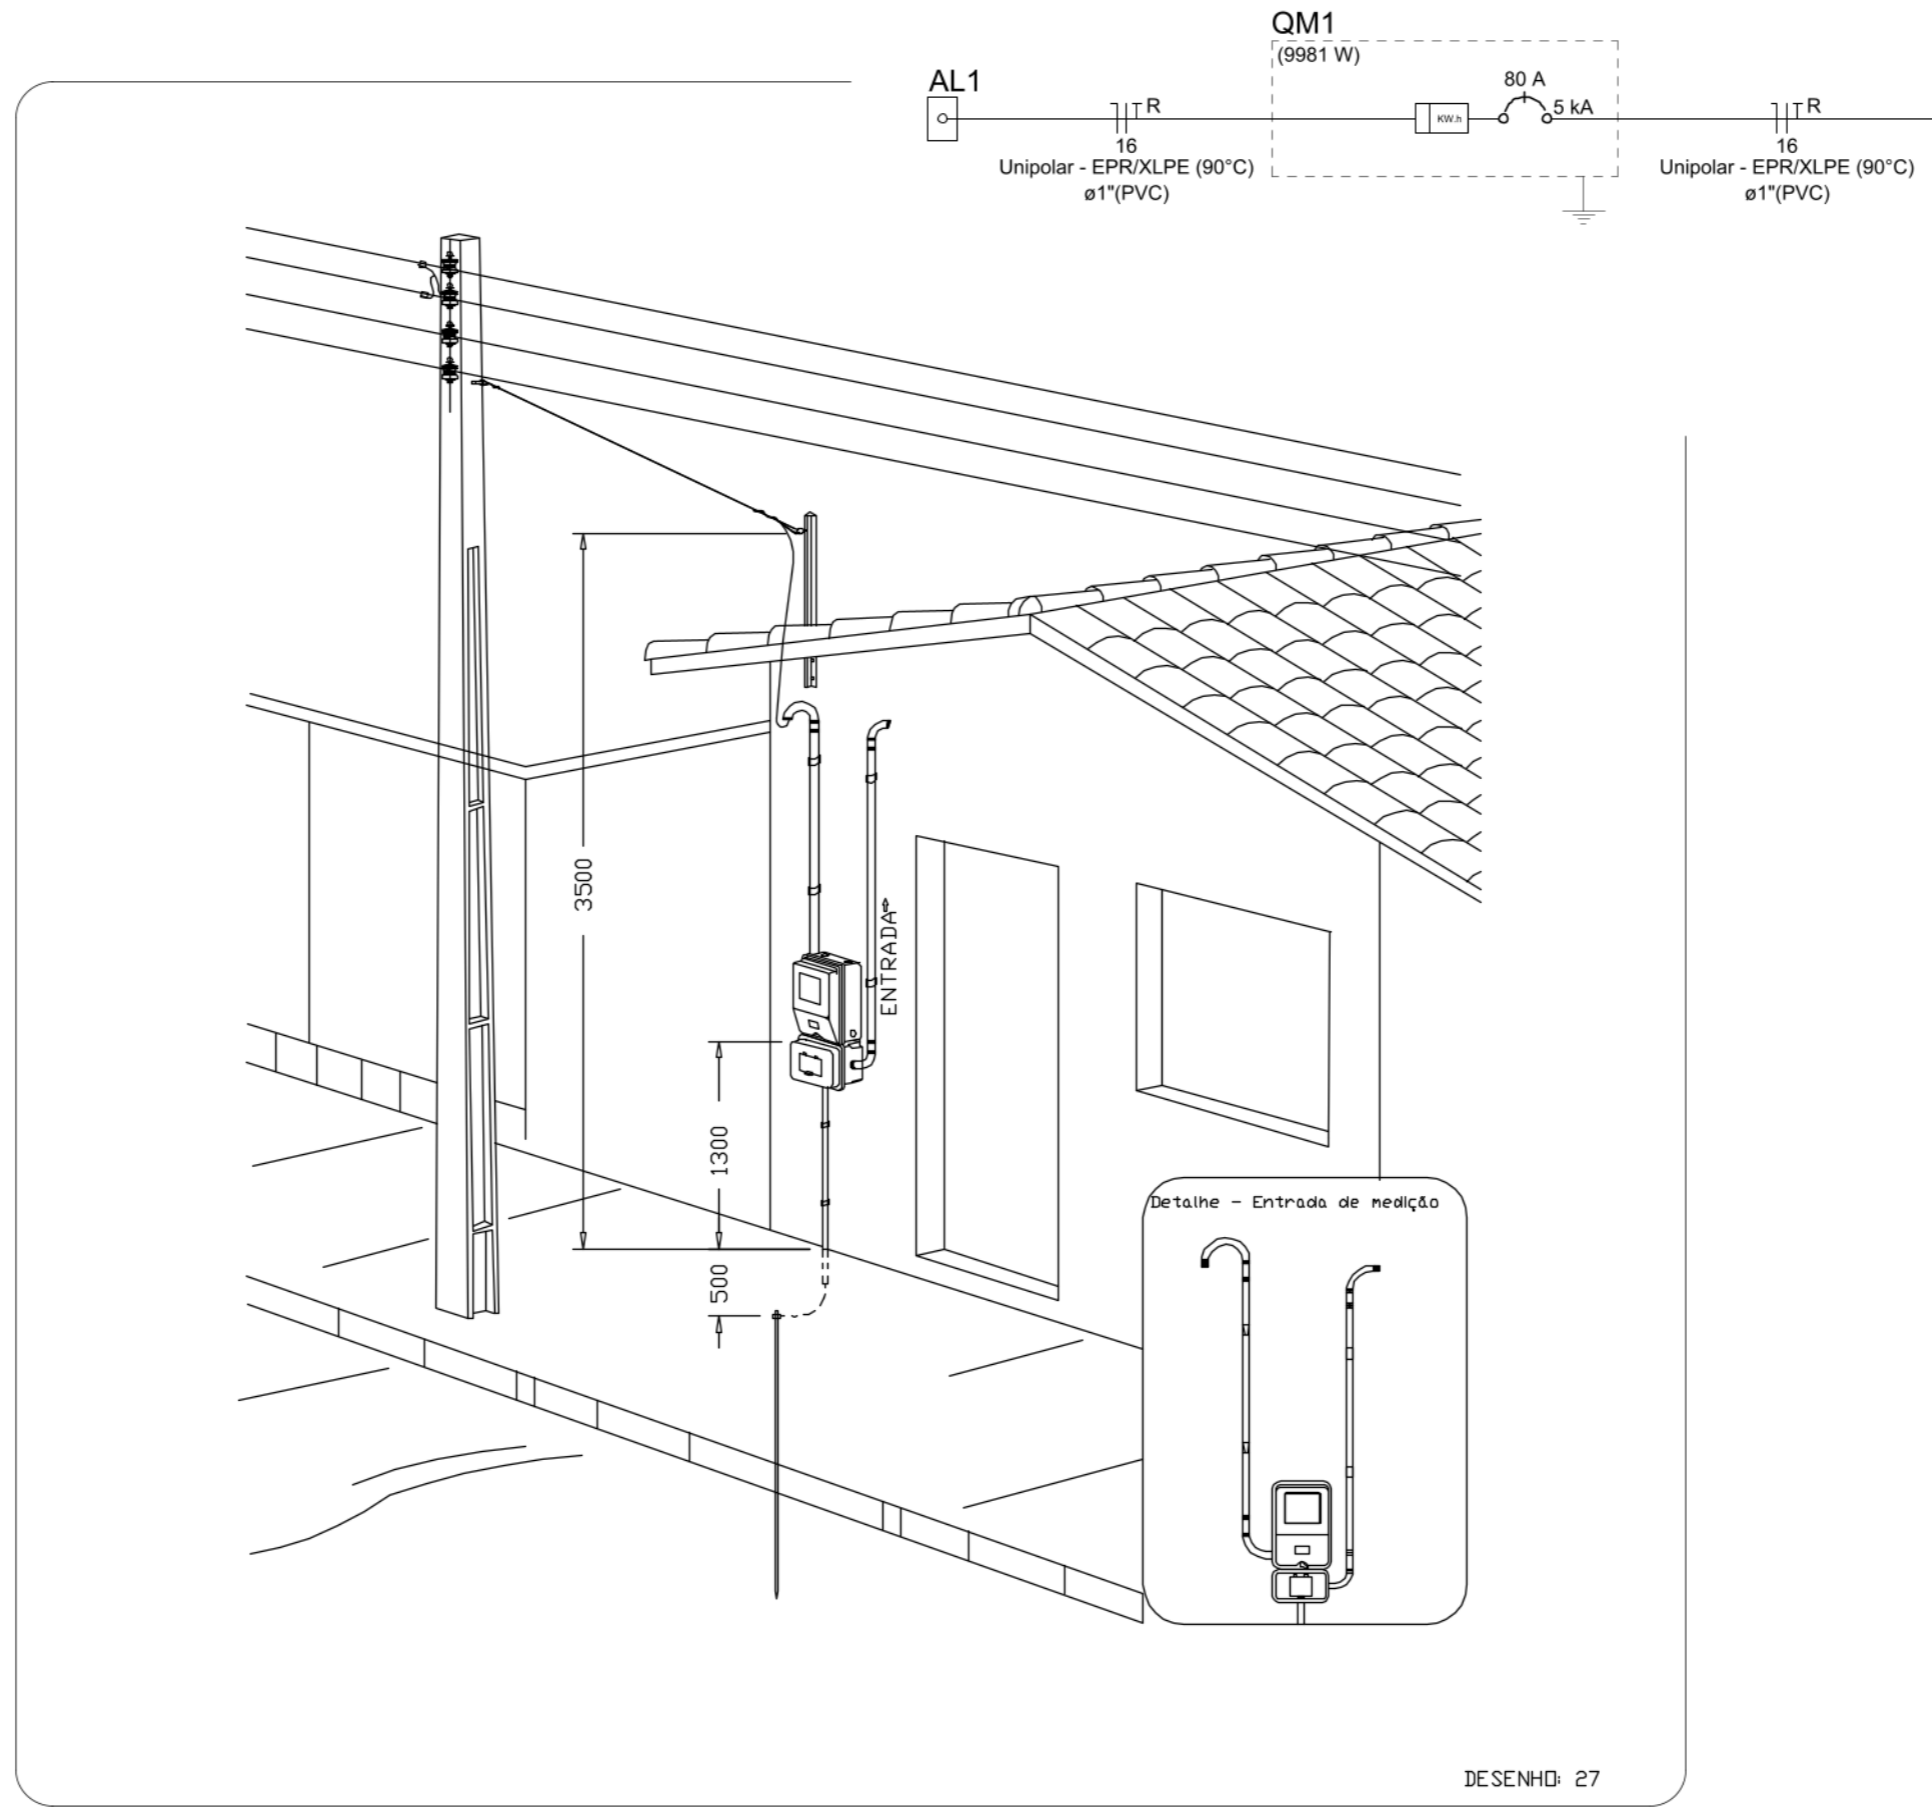 QM1
(9981 W)
AL1
80 A
R
5 kA
R
KW.h
16
16
Unipolar - EPR/XLPE (90°C)
Unipolar - EPR/XLPE (90°C)
ø1"(PVC)
ø1"(PVC)
3500
ENTRADA
1300
500
Detalhe - Entrada de medição
DESENHO: 27